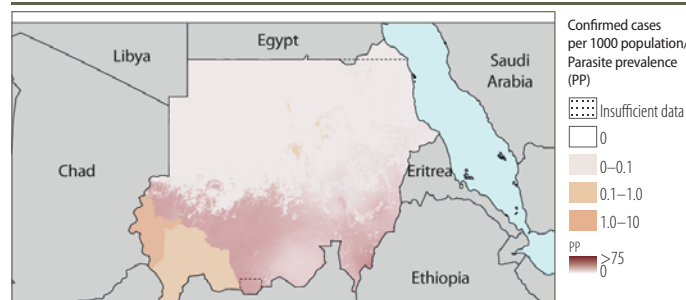 Confirmed cases
per 1000 population/
Parasite prevalence
(PP)
Insufficient data
0
0–0.1
0.1–1.0
1.0–10
PP
>75
0
Egypt
Libya
Saudi
Arabia
Chad
Eritrea
Ethiopia